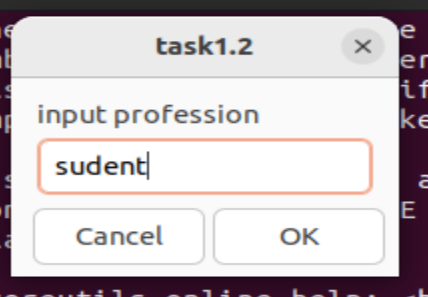 task1.2
input profession
sudent
Cancel
OK